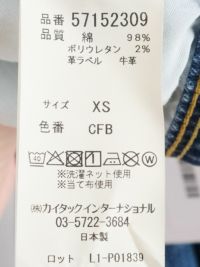 品番 57152309
品質 綿 98%
ポリウレタン 2%
革ラベル 牛革
サイズ XS
色番 CFB
40
※洗濯ネット使用
※当て布使用
㈱カイタックインターナショナル
03-5722-3684
日本製
ロット L1-P01839